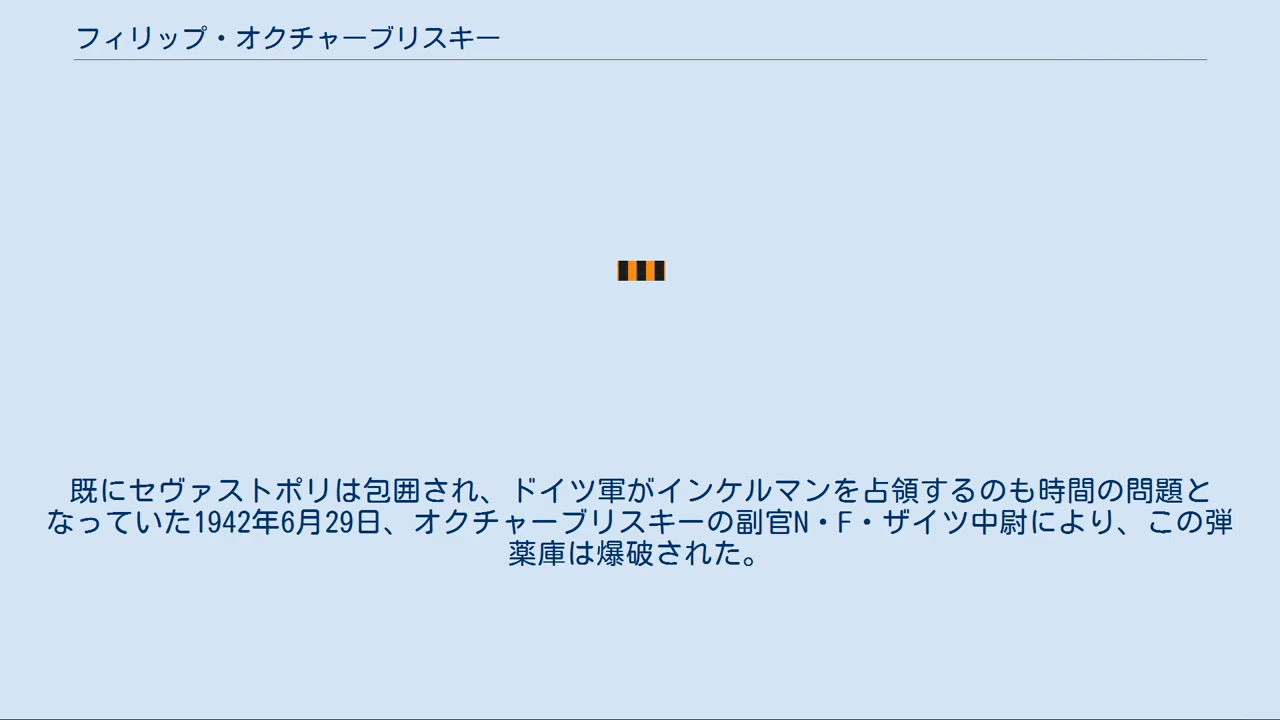 フィリップ・オクチャーブリスキー
既にセヴァストポリは包囲され、ドイツ軍がインケルマンを占領するのも時間の問題と
なっていた1942年6月29日、オクチャーブリスキーの副官N・F・ザイツ中尉により、この弾
薬庫は爆破された。